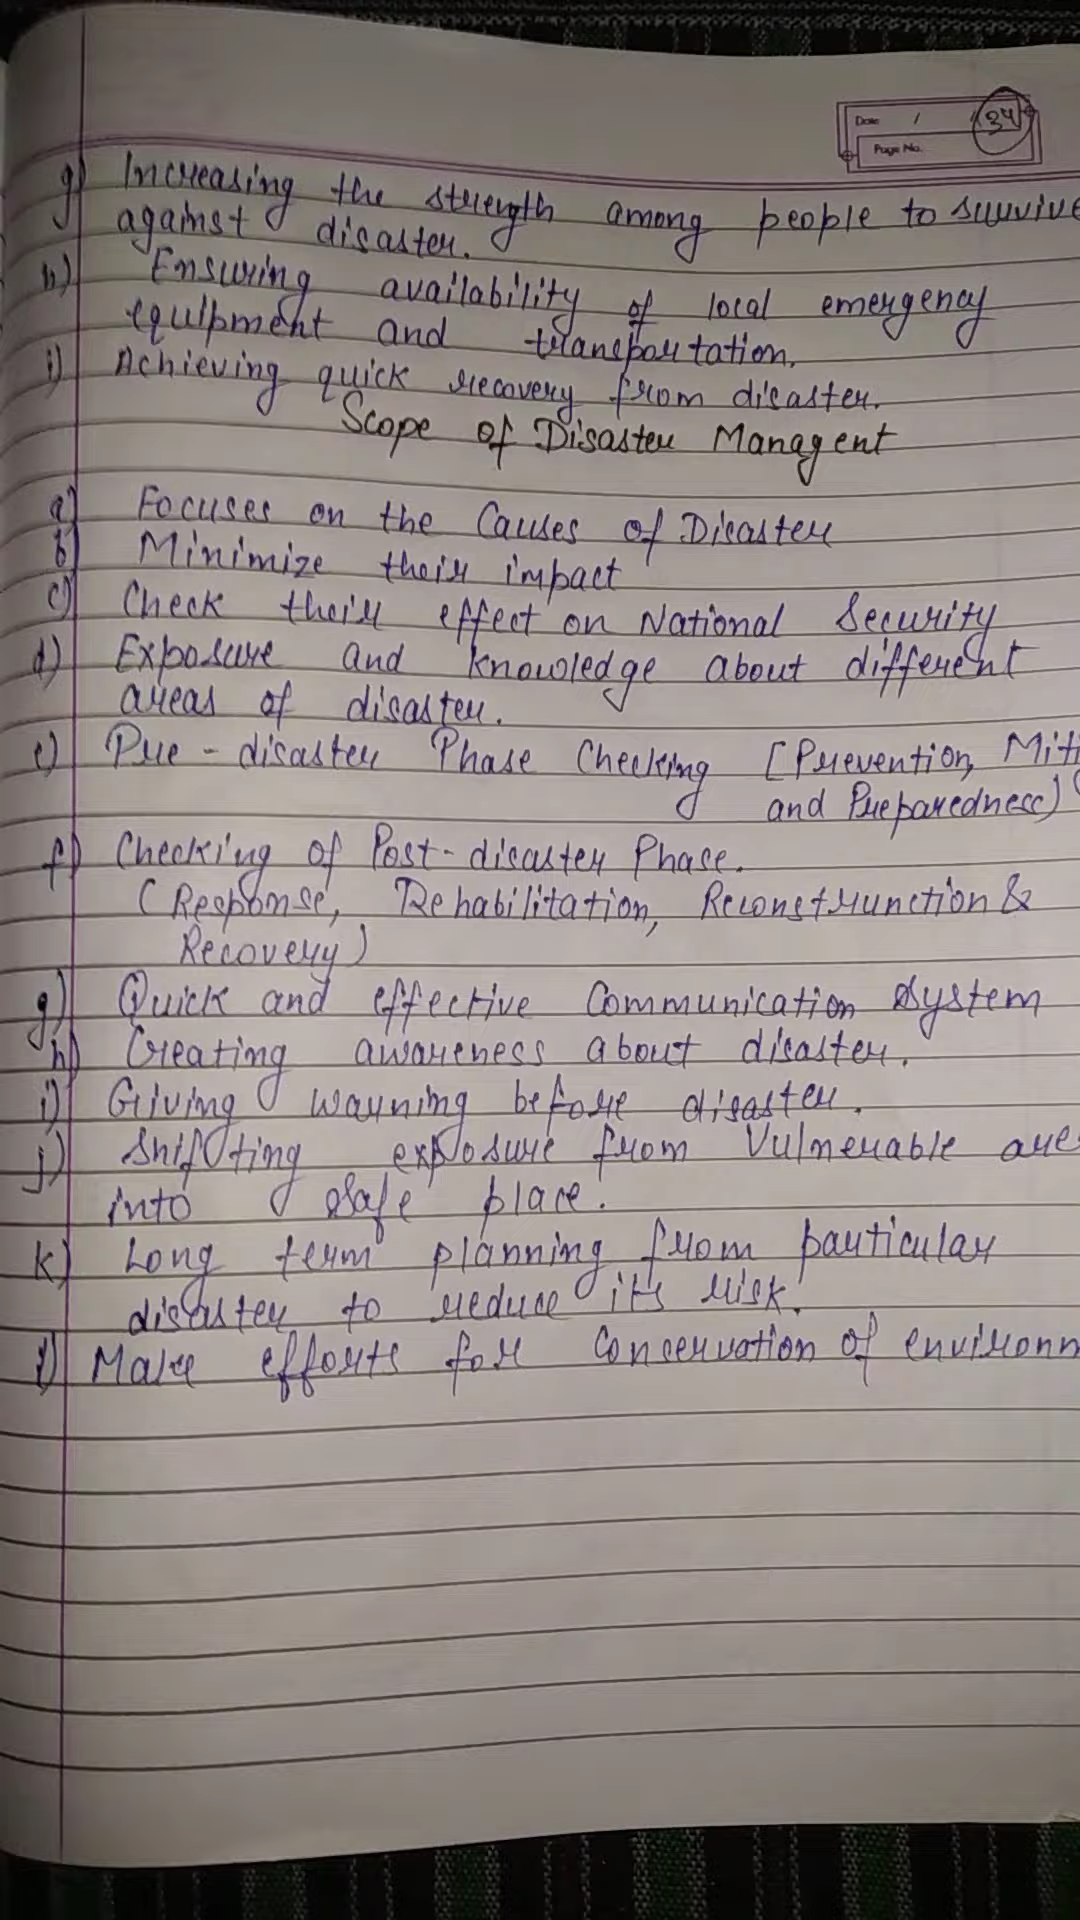 Date / /
34
Page No.
g) Increasing the strength among people to survive
against disaster.
h) Ensuring availability of local emergency
equipment and transportation.
i) Achieving quick recovery from disaster.
Scope of Disaster Managent
a) Focuses on the Causes of Disaster
b) Minimize their impact
c) Check their effect on National Security
d) Exposure and knowledge about different
areas of disaster.
e) Pre-disaster Phase Checking [Prevention, Miti
and Preparedness)
f) Checking of Post-disaster Phase.
(Response, Rehabilitation, Reconstrunction &
Recovery)
g) Quick and effective Communication System
h) Creating awareness about disaster.
i) Giving warning before disaster.
j) Shifting exposure from Vulnerable are
into safe place.
k) Long term planning from particular
disaster to reduce its risk.
l) Make efforts for Conservation of environm